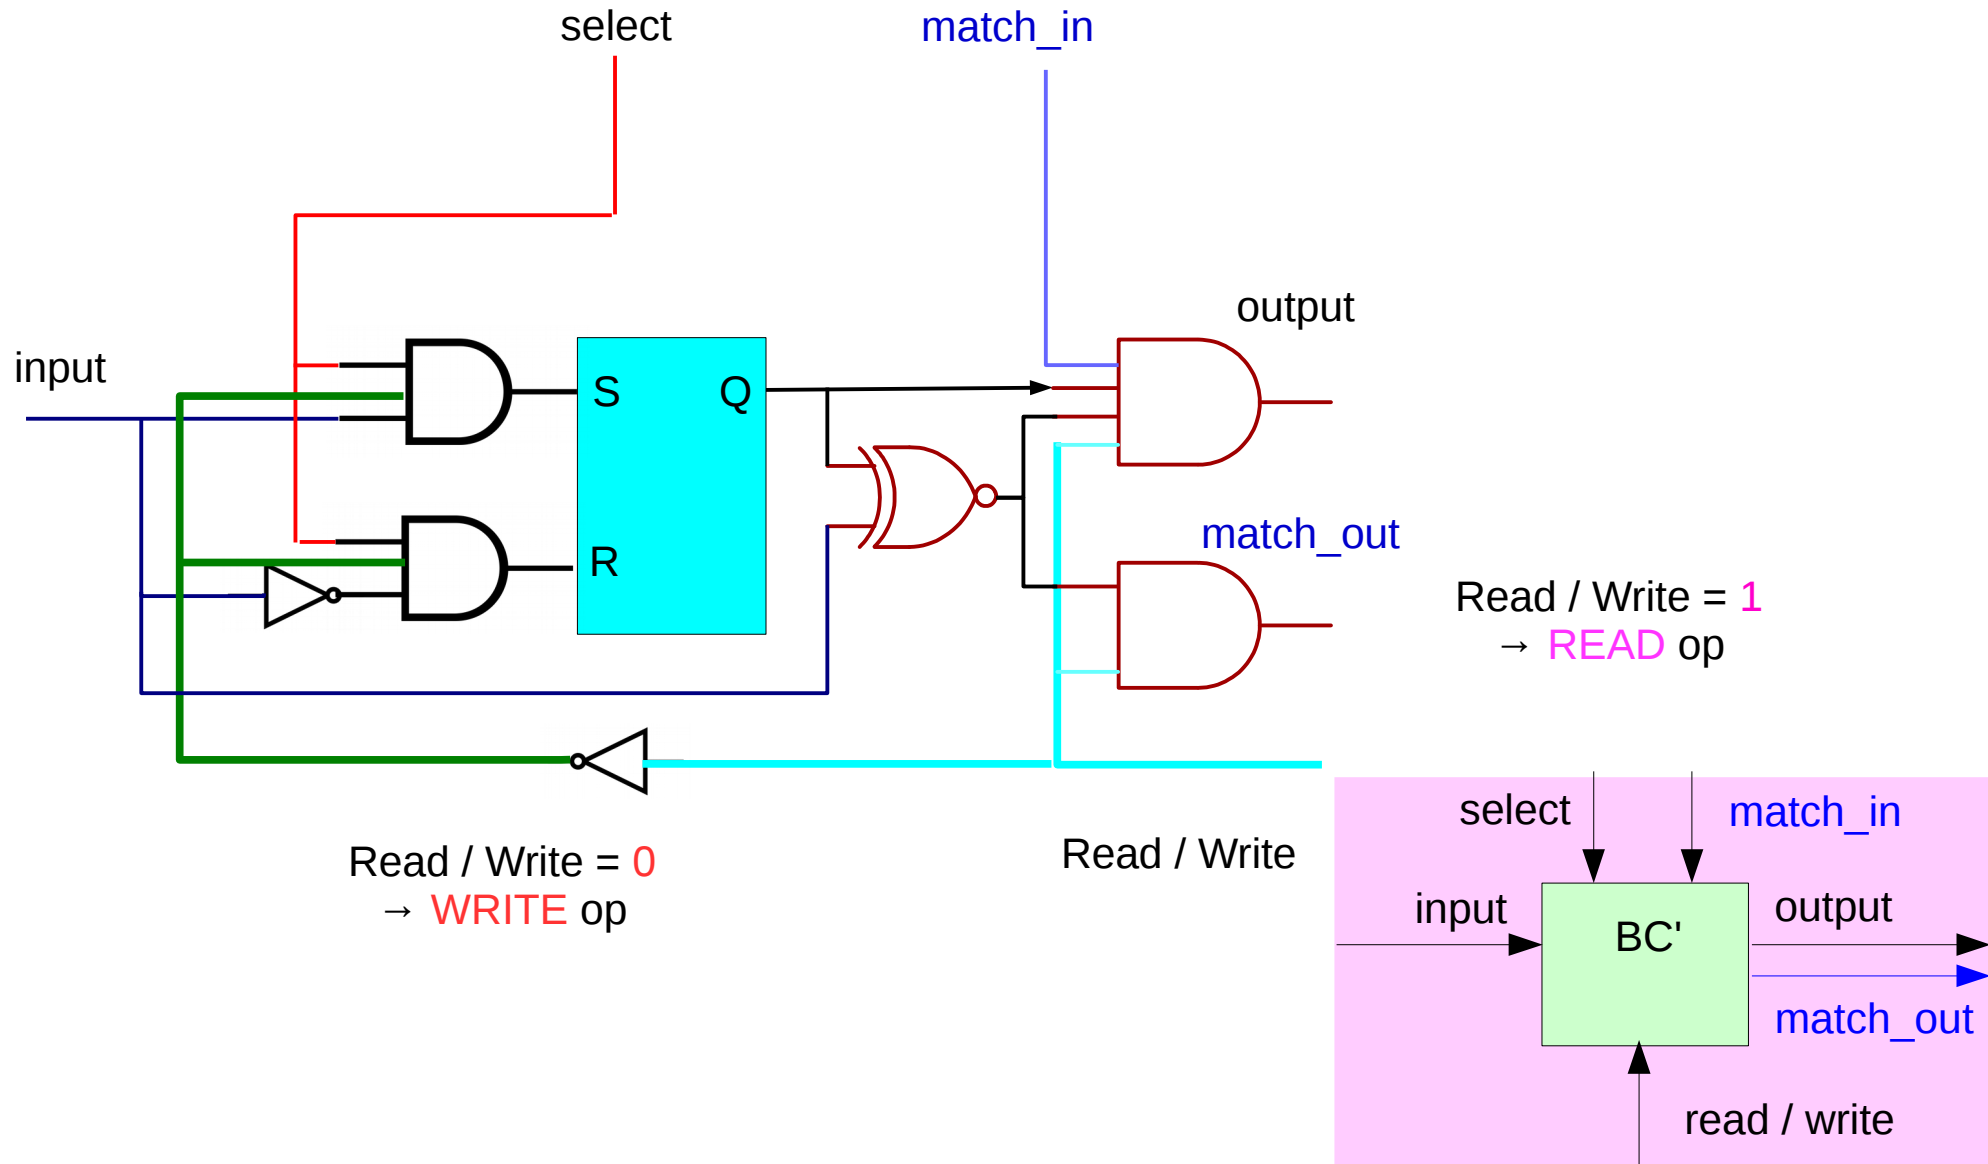 select
match_in
output
input
S
Q
match_out
R
Read / Write = 1
→ READ op
select
match_in
Read / Write = 0
→ WRITE op
Read / Write
input
output
BC'
match_out
read / write